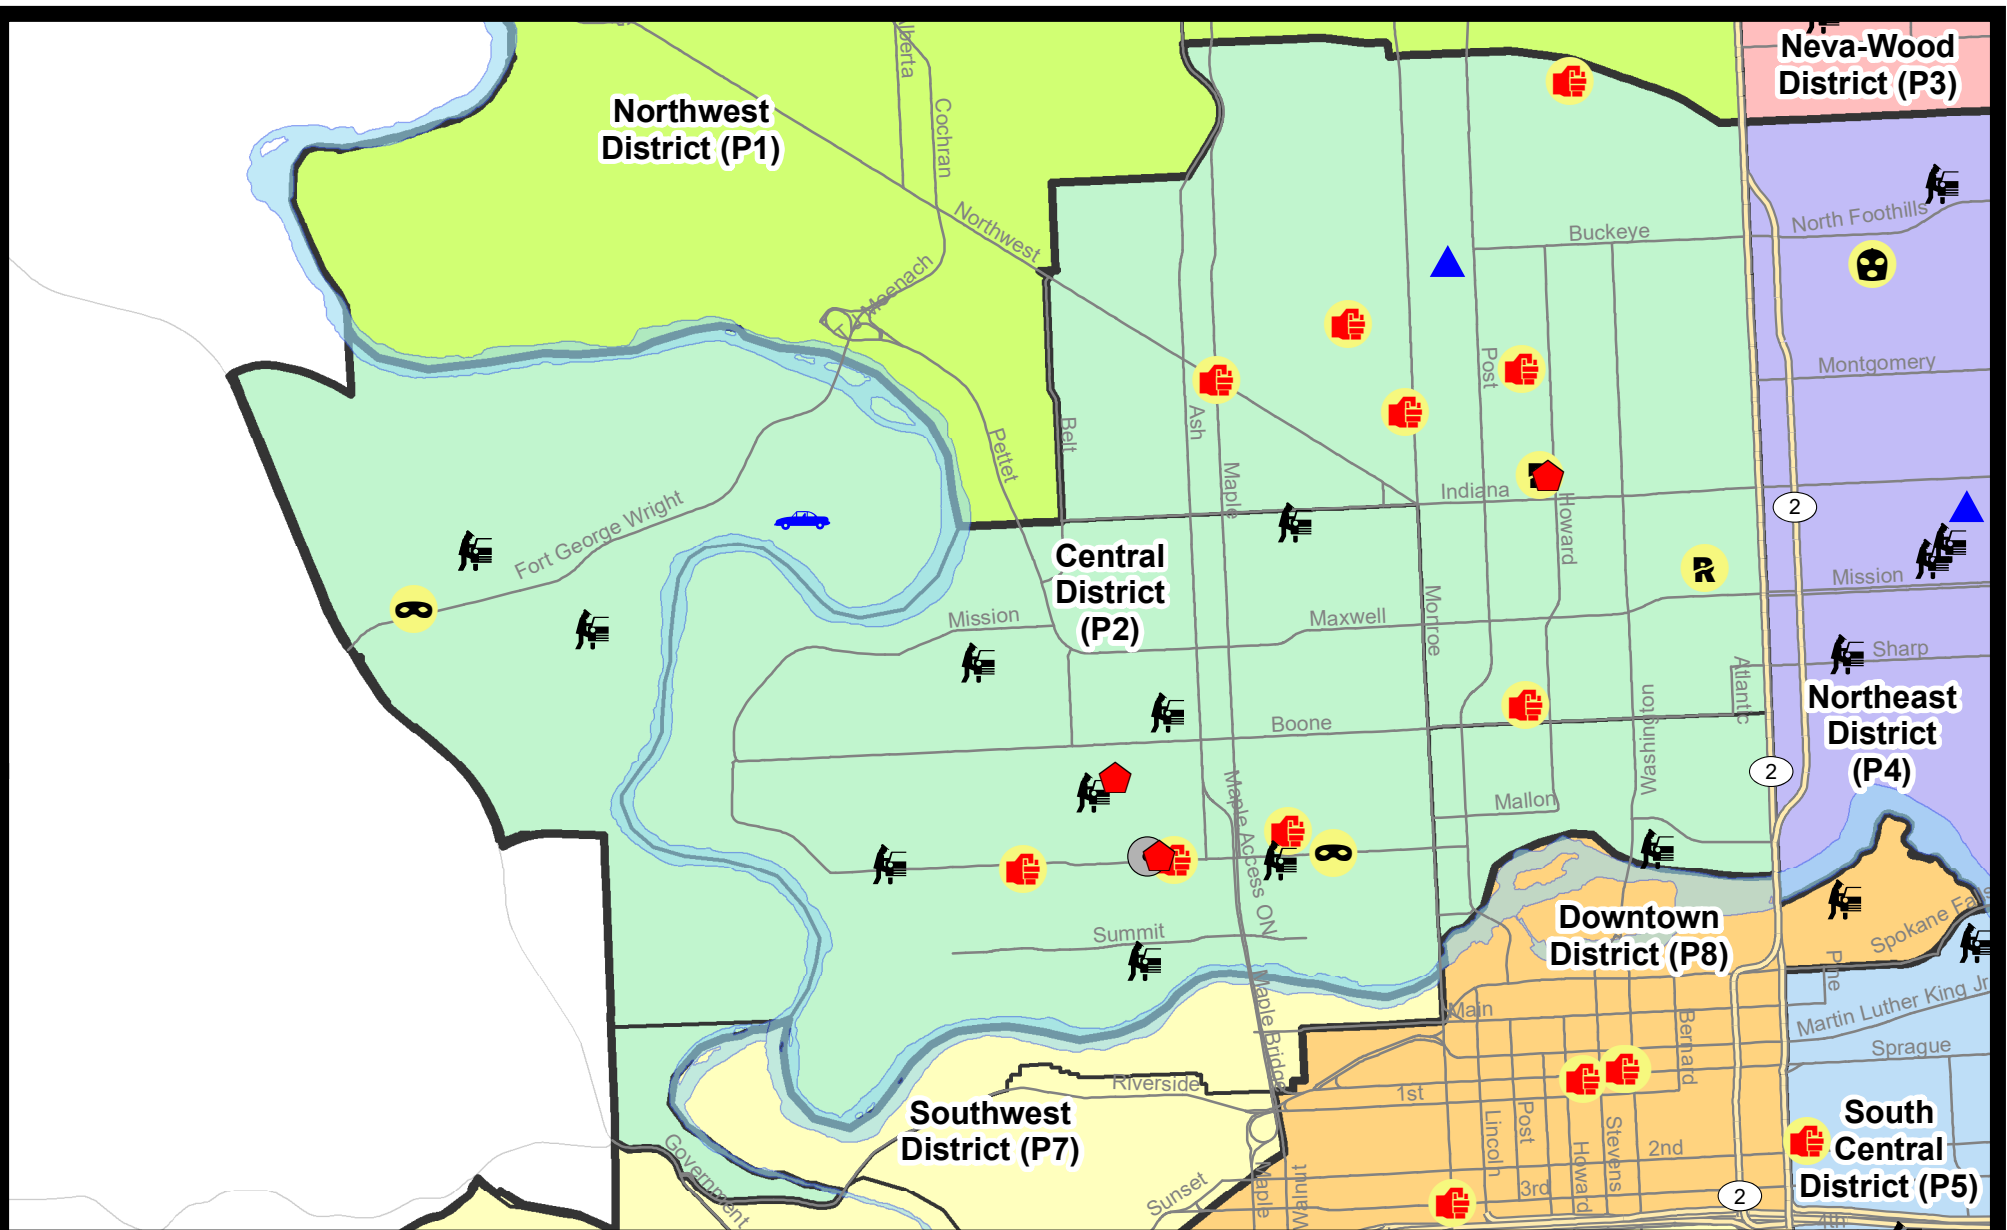 Neva-Wood
District (P3)
Northwest
District (P1)
Cochran
North Foothills
Northwest
Buckeye
Meenach
Post
Montgomery
Ash
Belt
Pettet
Maple
Indiana
Howard
2
Fort George Wright
Central
District
(P2)
Mission
Mission
Maxwell
Monroe
Sharp
Atlantic
Northeast
District
(P4)
Washington
Boone
2
Mallon
Maple Access ON
Downtown
District (P8)
Summit
Spokane Fa
Pine
Maple Bridge
Main
Martin Luther King Jr
Bernard
Sprague
Riverside
1st
Southwest
District (P7)
South
Central
District (P5)
Lincoln
Post
Howard
Stevens
2nd
Government
Sunset
Maple
Walnut
3rd
2
4th
R